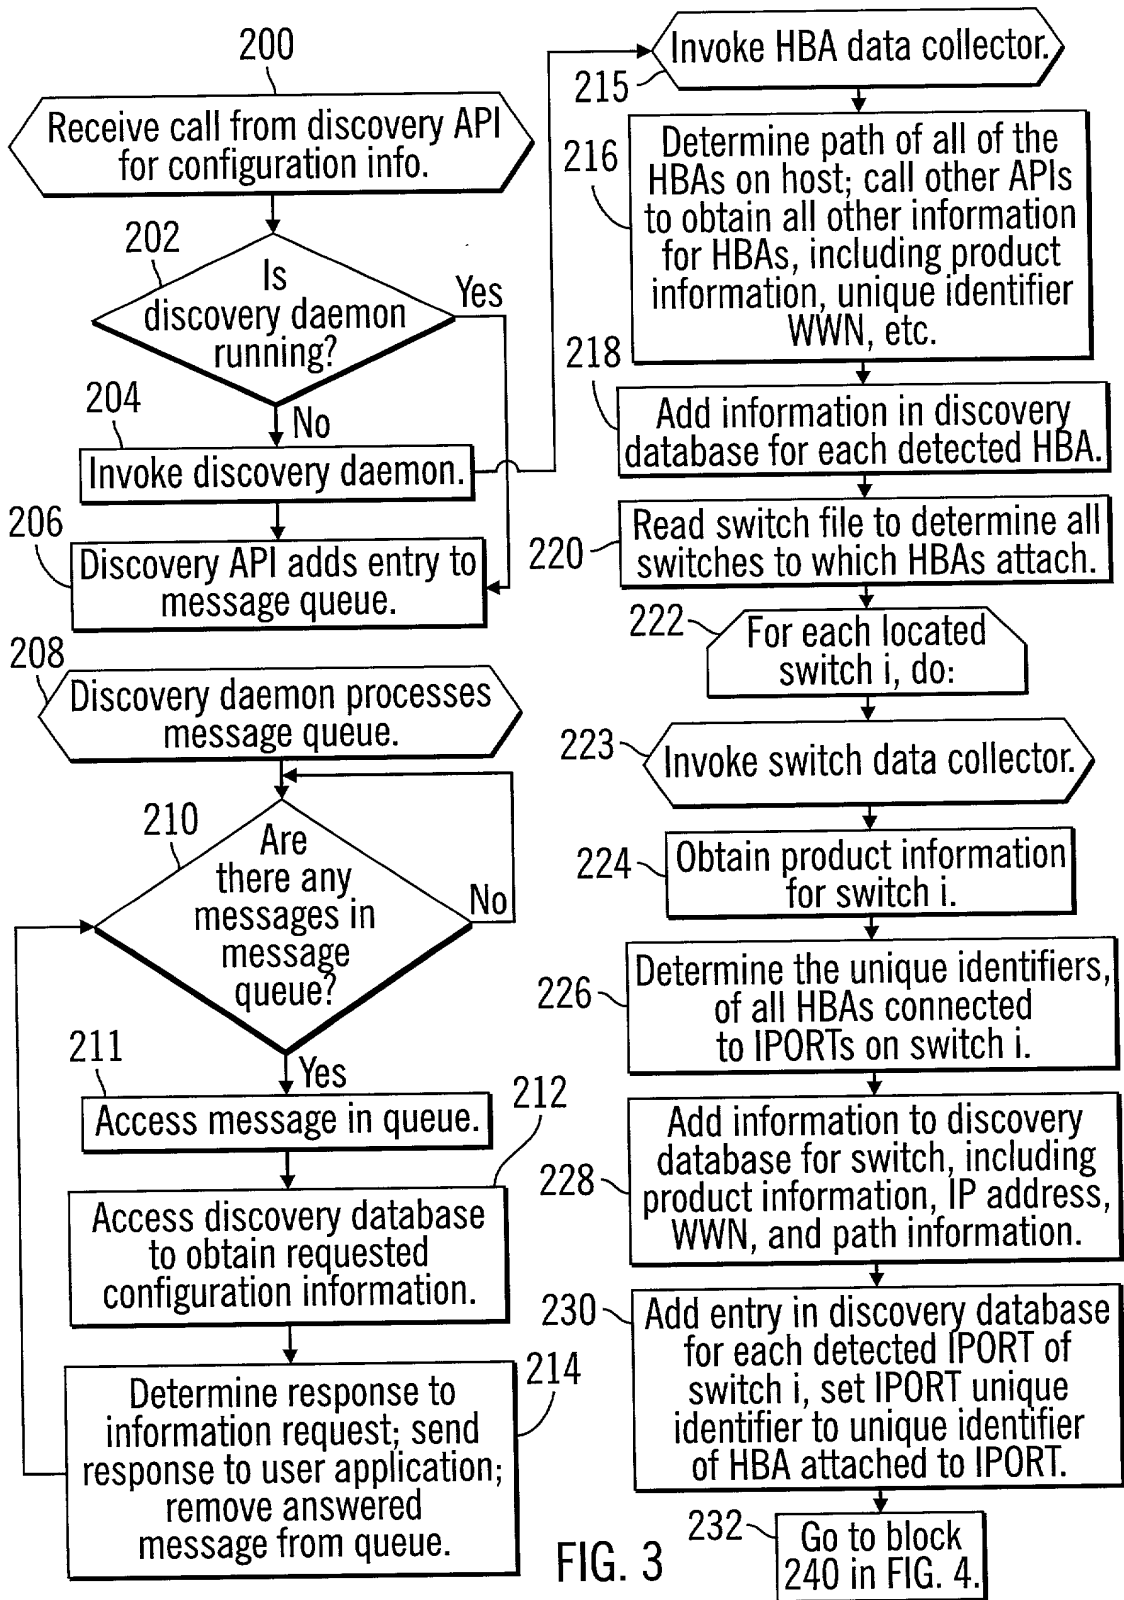 200
Receive call from discovery API
for configuration info.
202
Is
discovery daemon
running?
Yes
No
204
Invoke discovery daemon.
206
Discovery API adds entry to
message queue.
208
Discovery daemon processes
message queue.
210
Are
there any
messages in
message
queue?
No
Yes
211
Access message in queue.
212
Access discovery database
to obtain requested
configuration information.
214
Determine response to
information request; send
response to user application;
remove answered
message from queue.
Invoke HBA data collector.
215
216
Determine path of all of the
HBAs on host; call other APIs
to obtain all other information
for HBAs, including product
information, unique identifier
WWN, etc.
218
Add information in discovery
database for each detected HBA.
220
Read switch file to determine all
switches to which HBAs attach.
222
For each located
switch i, do:
223
Invoke switch data collector.
224
Obtain product information
for switch i.
226
Determine the unique identifiers,
of all HBAs connected
to IPORTs on switch i.
228
Add information to discovery
database for switch, including
product information, IP address,
WWN, and path information.
230
Add entry in discovery database
for each detected IPORT of
switch i, set IPORT unique
identifier to unique identifier
of HBA attached to IPORT.
232
Go to block
240 in FIG. 4.
FIG. 3